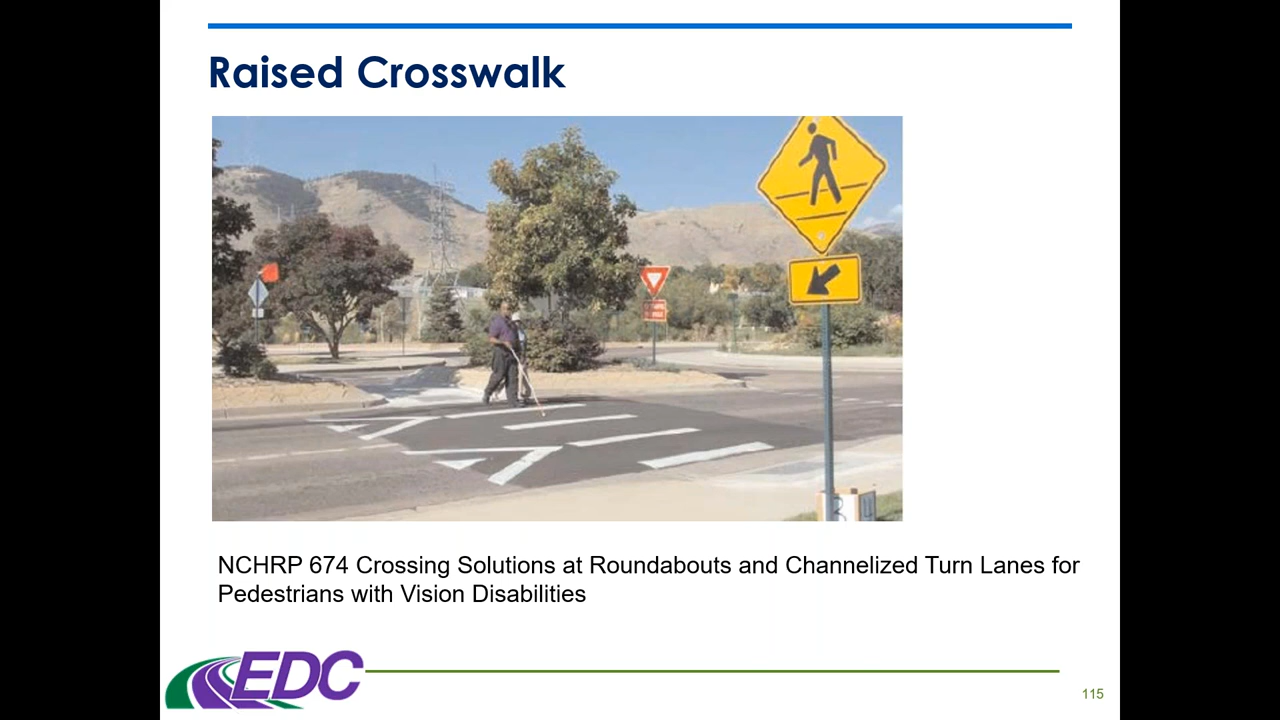 Raised Crosswalk
NCHRP 674 Crossing Solutions at Roundabouts and Channelized Turn Lanes for
Pedestrians with Vision Disabilities
EDC
115